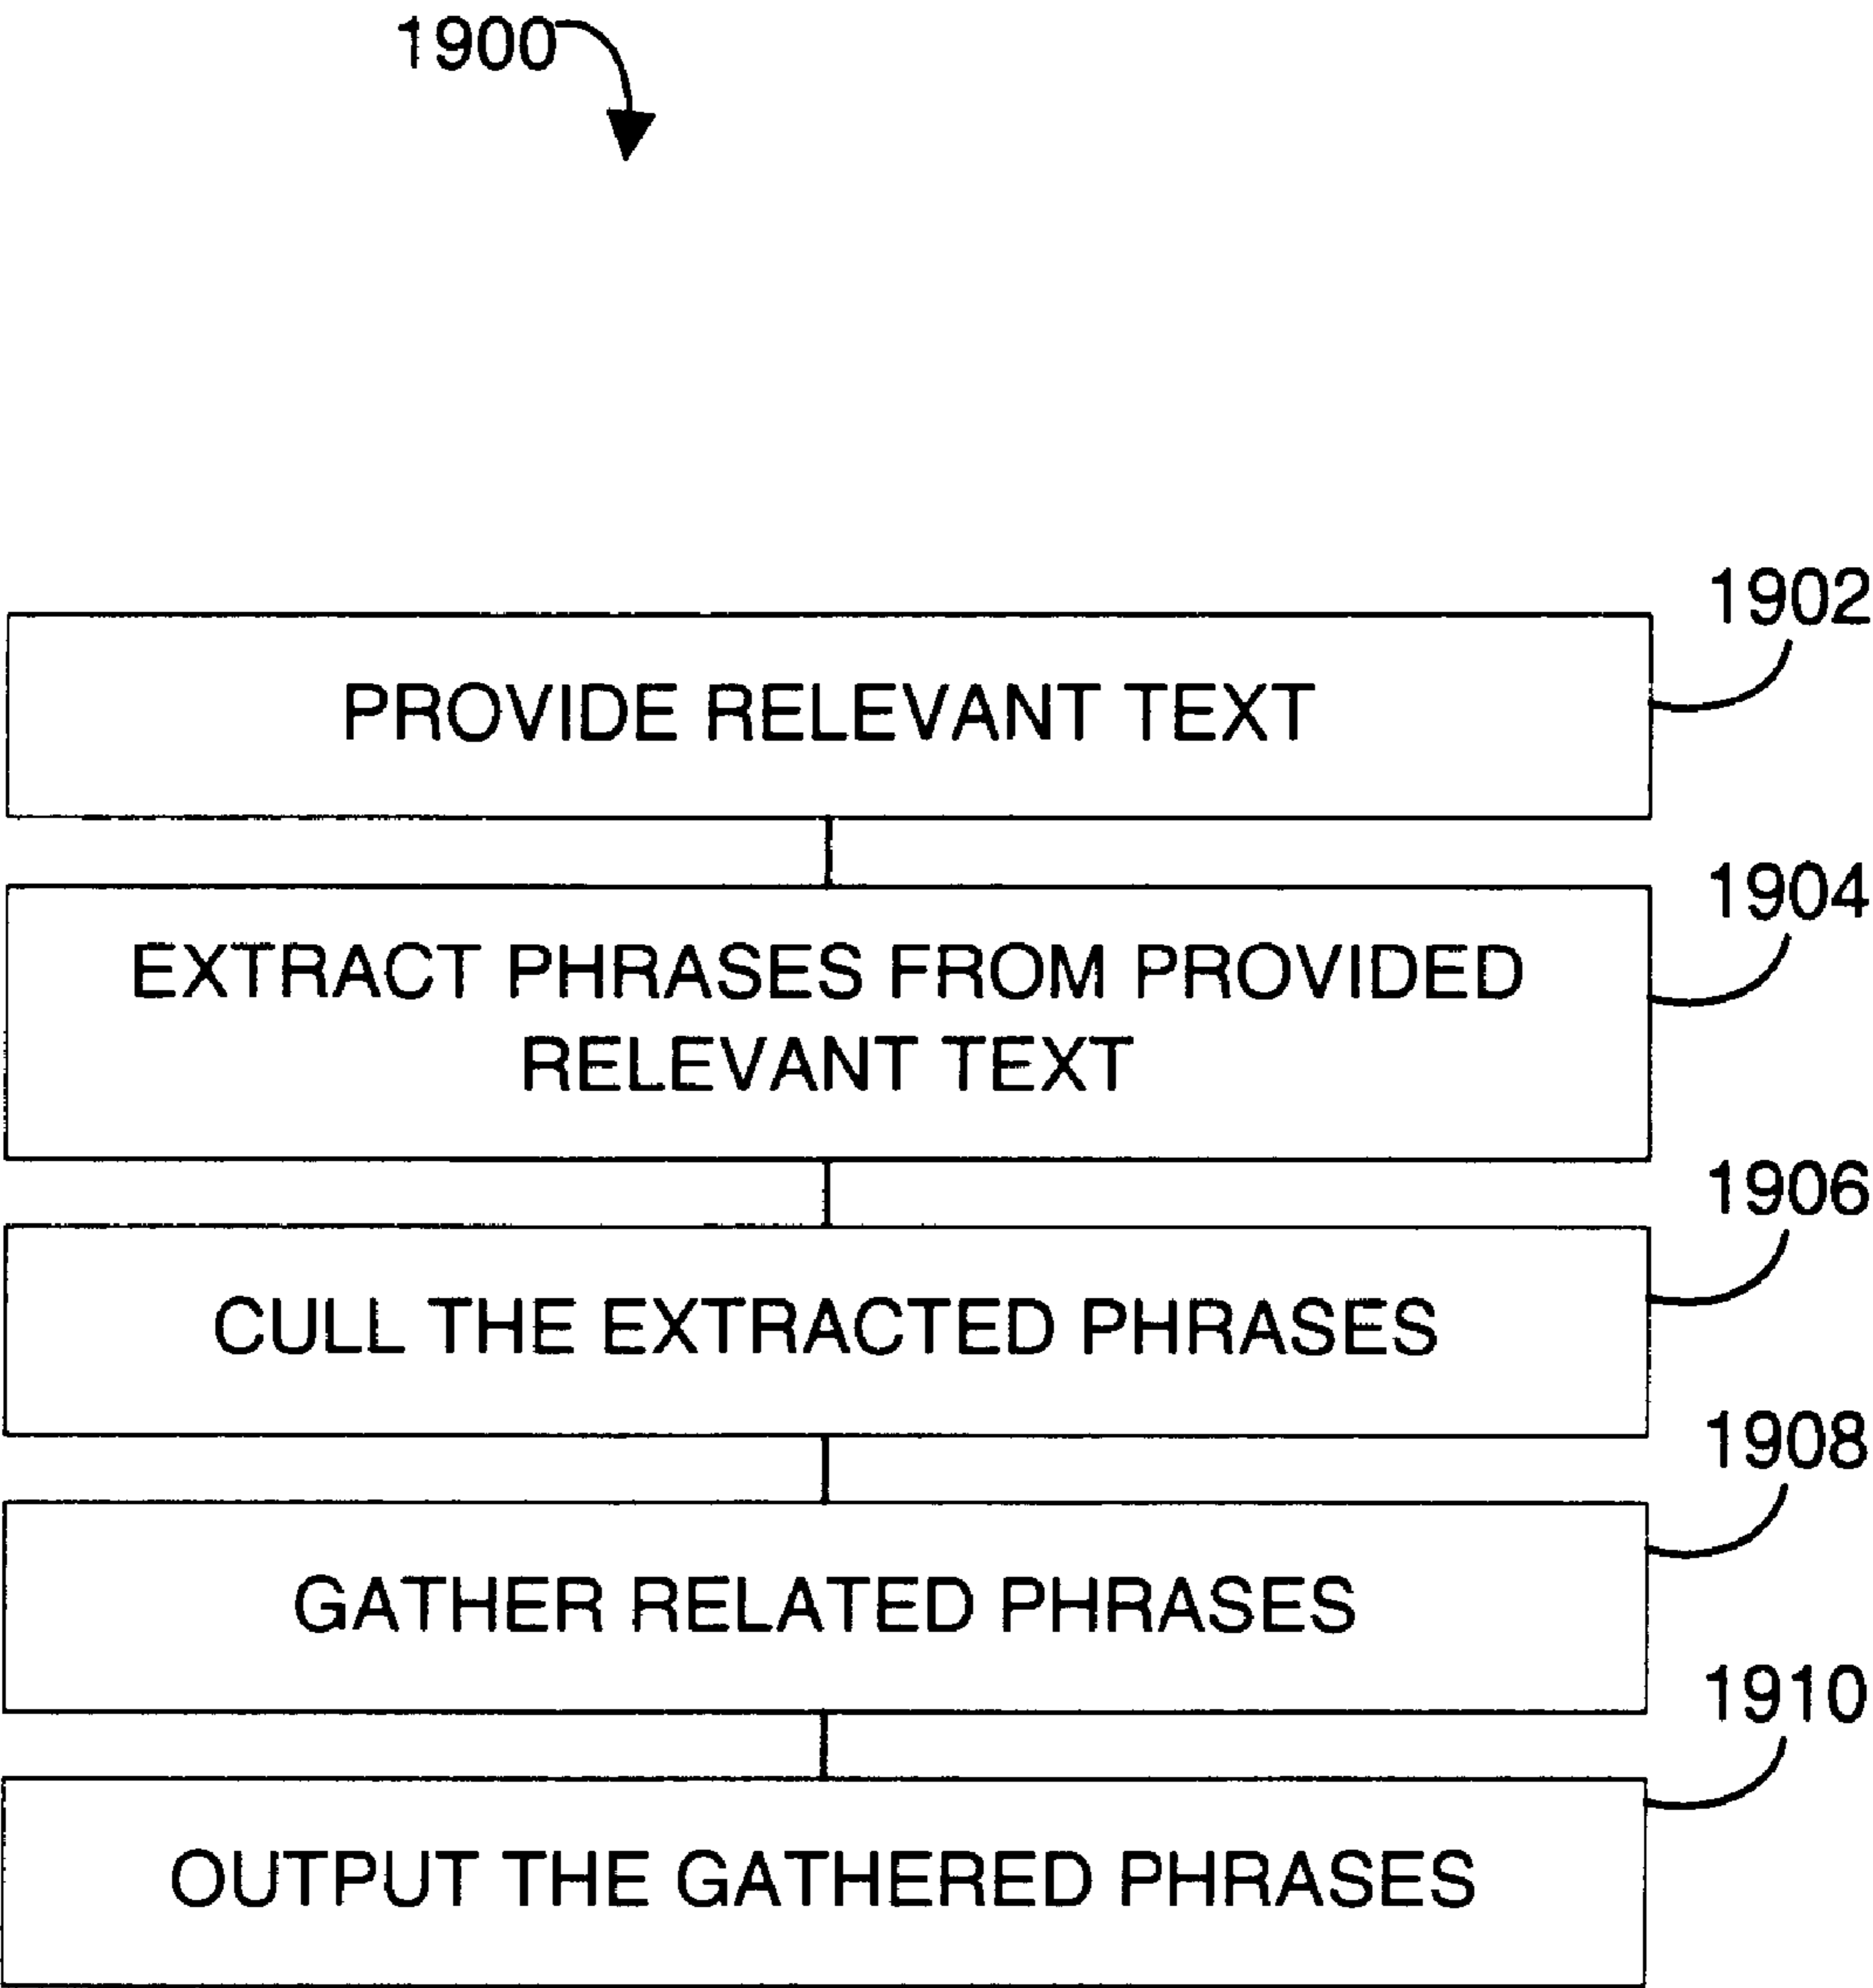 1900
1902
PROVIDE RELEVANT TEXT
1904
EXTRACT PHRASES FROM PROVIDED
RELEVANT TEXT
1906
CULL THE EXTRACTED PHRASES
1908
GATHER RELATED PHRASES
1910
OUTPUT THE GATHERED PHRASES